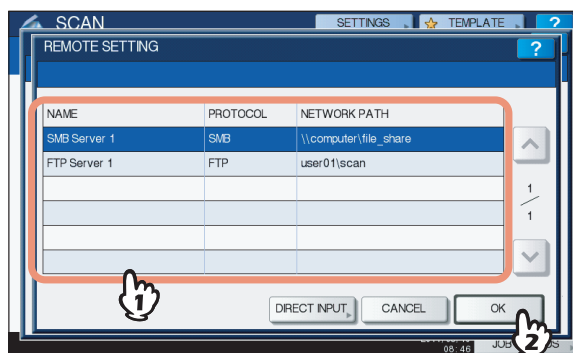 SCAN SETTINGS TEMPLATE ?
REMOTE SETTING ?
NAME PROTOCOL NETWORK PATH
SMB Server 1 SMB \\computer\file_share
FTP Server 1 FTP user01\scan
1
1
1
DIRECT INPUT CANCEL OK
2
08:46 JOB